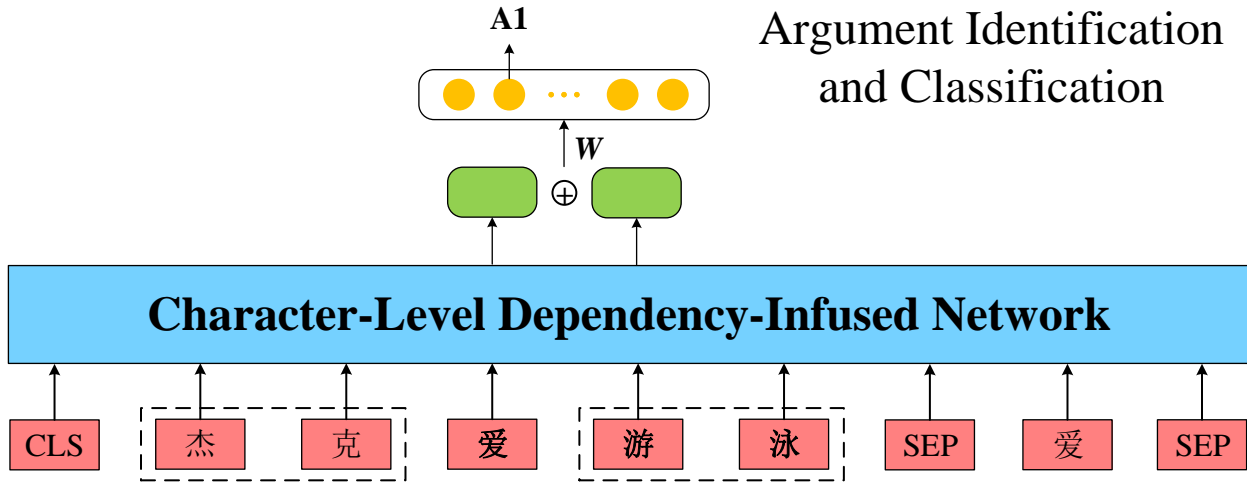 A1
Argument Identification
and Classification
W
Character-Level Dependency-Infused Network
CLS 杰 克 爱 游 泳 SEP 爱 SEP